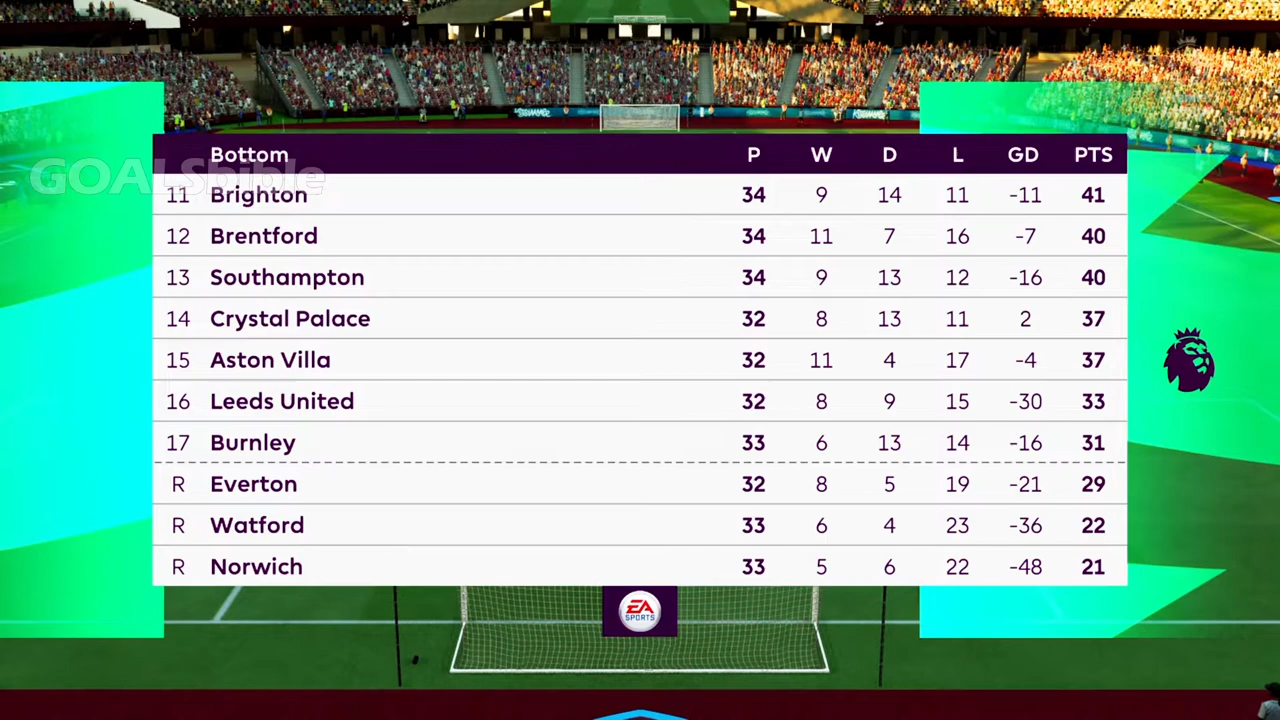 Bottom P W D L GD PTS
GOALSbible
11 Brighton 34 9 14 11 -11 41
12 Brentford 34 11 7 16 -7 40
13 Southampton 34 9 13 12 -16 40
14 Crystal Palace 32 8 13 11 2 37
15 Aston Villa 32 11 4 17 -4 37
16 Leeds United 32 8 9 15 -30 33
17 Burnley 33 6 13 14 -16 31
R Everton 32 8 5 19 -21 29
R Watford 33 6 4 23 -36 22
R Norwich 33 5 6 22 -48 21
EA
SPORTS